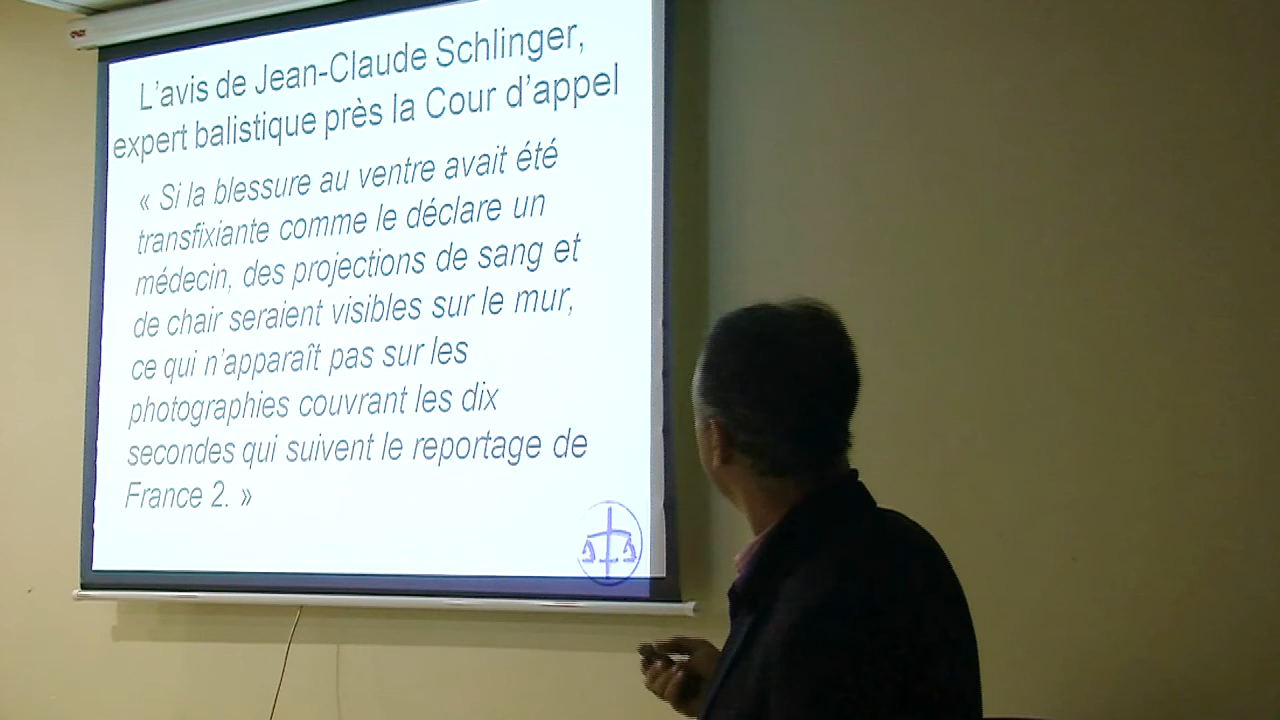 L'avis de Jean-Claude Schlinger,
expert balistique près la Cour d'appel
« Si la blessure au ventre avait été
transfixiante comme le déclare un
médecin, des projections de sang et
de chair seraient visibles sur le mur,
ce qui n'apparaît pas sur les
photographies couvrant les dix
secondes qui suivent le reportage de
France 2. »